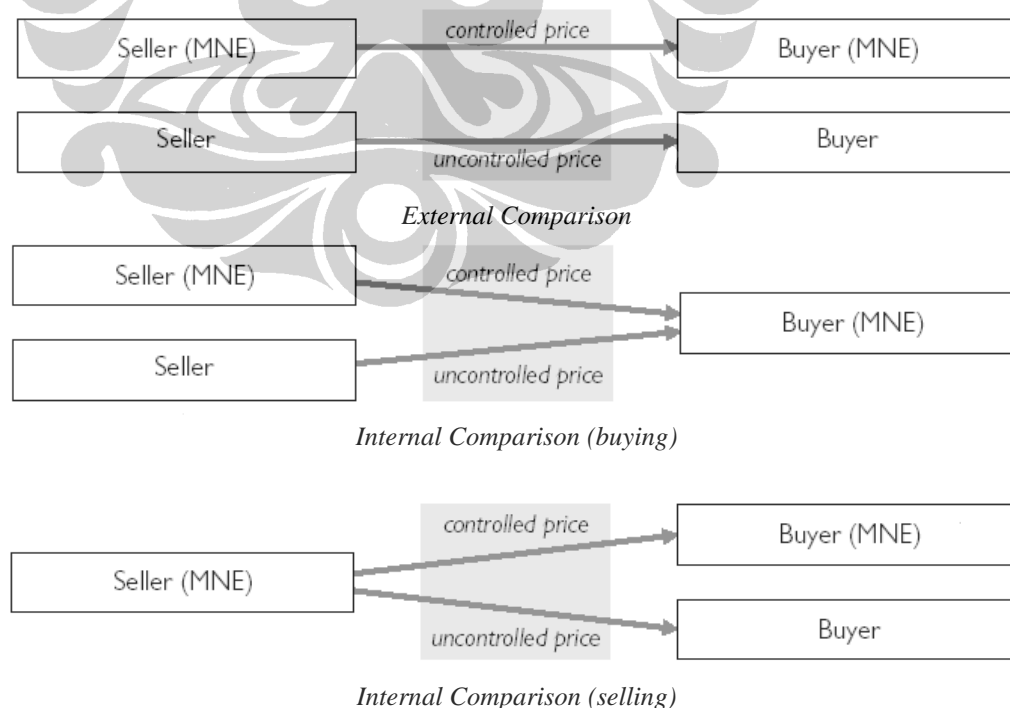 controlled price
Seller (MNE)
Buyer (MNE)
Seller
Buyer
uncontrolled price
External Comparison
Seller (MNE)
controlled price
Buyer (MNE)
Seller
uncontrolled price
Internal Comparison (buying)
controlled price
Buyer (MNE)
Seller (MNE)
Buyer
uncontrolled price
Internal Comparison (selling)